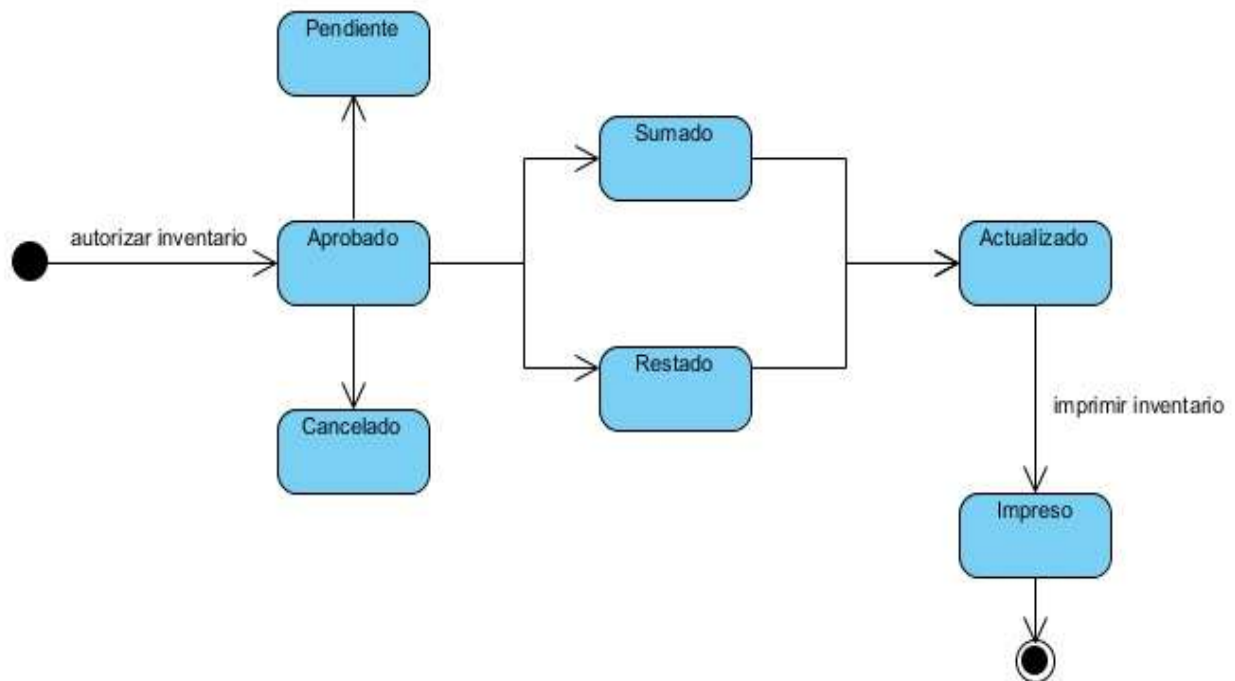 Pendiente
Sumado
autorizar inventario
Aprobado
Actualizado
Restado
imprimir inventario
Cancelado
Impreso